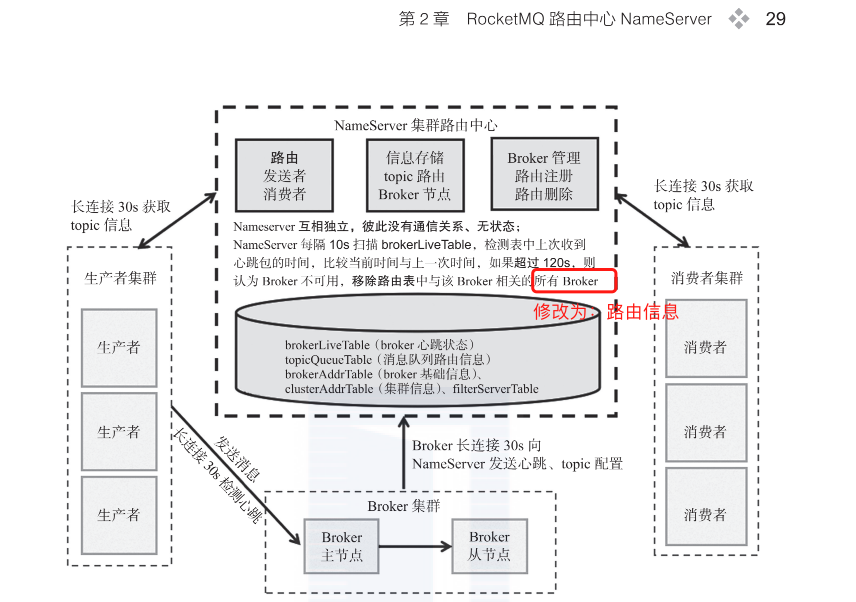 第 2 章 RocketMQ 路由中心 NameServer 29
NameServer 集群路由中心
路由
发送者
消费者
信息存储
topic 路由
Broker 节点
Broker 管理
路由注册
路由删除
长连接 30s 获取
topic 信息
长连接 30s 获取
topic 信息
Nameserver 互相独立，彼此没有通信关系、无状态；
NameServer 每隔 10s 扫描 brokerLiveTable，检测表中上次收到
心跳包的时间，比较当前时间与上一次时间，如果超过 120s，则
认为 Broker 不可用，移除路由表中与该 Broker 相关的所有 Broker
修改为：路由信息
brokerLiveTable（broker 心跳状态）
topicQueueTable（消息队列路由信息）
brokerAddrTable（broker 基础信息）、
clusterAddrTable（集群信息）、filterServerTable
生产者集群
生产者
生产者
生产者
消费者集群
消费者
消费者
消费者
发送消息
长连接 30s 检测心跳
Broker 长连接 30s 向
NameServer 发送心跳、topic 配置
Broker 集群
Broker
主节点
Broker
从节点